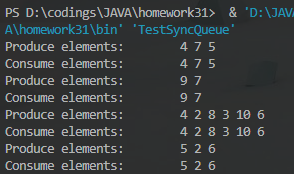 PS D:\codings\JAVA\homework31>  & 'D:\JAV
A\homework31\bin' 'TestSyncQueue'
Produce elements:       4 7 5
Consume elements:       4 7 5
Produce elements:       9 7
Consume elements:       9 7
Produce elements:       4 2 8 3 10 6
Consume elements:       4 2 8 3 10 6
Produce elements:       5 2 6
Consume elements:       5 2 6